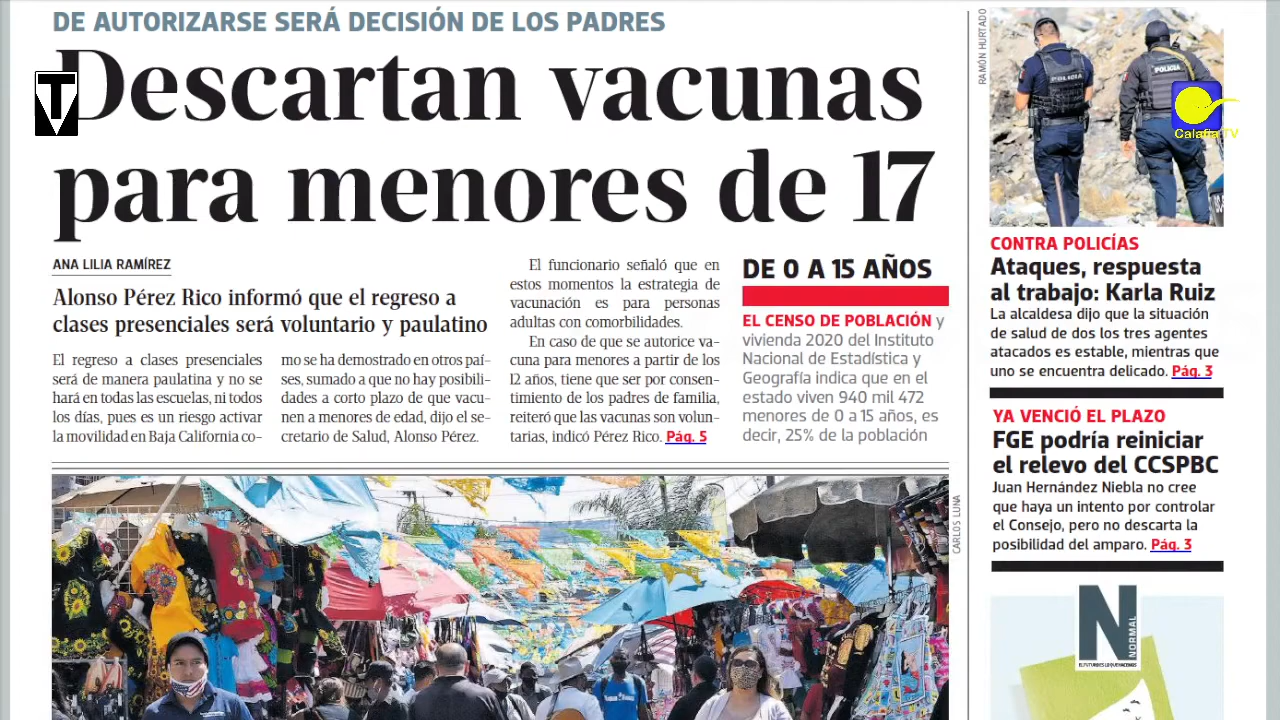 DE AUTORIZARSE SERÁ DECISIÓN DE LOS PADRES
Descartan vacunas
para menores de 17
ANA LILIA RAMÍREZ
Alonso Pérez Rico informó que el regreso a
clases presenciales será voluntario y paulatino
El regreso a clases presenciales
será de manera paulatina y no se
hará en todas las escuelas, ni todos
los días, pues es un riesgo activar
la movilidad en Baja California co-
mo se ha demostrado en otros paí-
ses, sumado a que no hay posibili-
dades a corto plazo de que vacu-
nen a menores de edad, dijo el se-
cretario de Salud, Alonso Pérez.
El funcionario señaló que en
estos momentos la estrategia de
vacunación es para personas
adultas con comorbilidades.
En caso de que se autorice va-
cuna para menores a partir de los
12 años, tiene que ser por consen-
timiento de los padres de familia,
reiteró que las vacunas son volun-
tarias, indicó Pérez Rico. Pág. 5
DE 0 A 15 AÑOS
EL CENSO DE POBLACIÓN y
vivienda 2020 del Instituto
Nacional de Estadística y
Geografía indica que en el
estado viven 940 mil 472
menores de 0 a 15 años, es
decir, 25% de la población
CARLOS LUNA
RAMÓN HURTADO
POLICIA
Calafia TV
TV
CONTRA POLICÍAS
Ataques, respuesta
al trabajo: Karla Ruiz
La alcaldesa dijo que la situación
de salud de dos los tres agentes
atacados es estable, mientras que
uno se encuentra delicado. Pág. 3
YA VENCIÓ EL PLAZO
FGE podría reiniciar
el relevo del CCSPBC
Juan Hernández Niebla no cree
que haya un intento por controlar
el Consejo, pero no descarta la
posibilidad del amparo. Pág. 3
N
NORMAL
EL FUTURO ES LO QUE HACEMOS